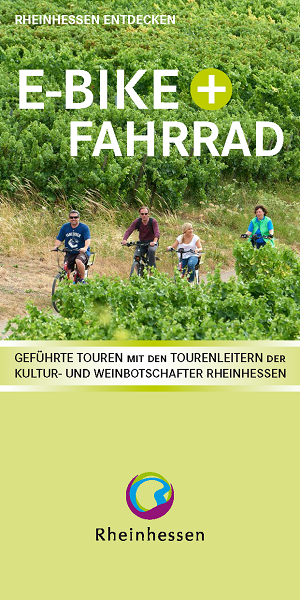 RHEINHESSEN ENTDECKEN
E-BIKE +
FAHRRAD
GEFÜHRTE TOUREN MIT DEN TOURENLEITERN DER
KULTUR- UND WEINBOTSCHAFTER RHEINHESSEN
Rheinhessen